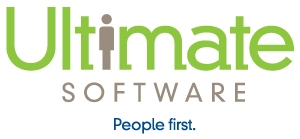 Ultimate
SOFTWARE
People first.